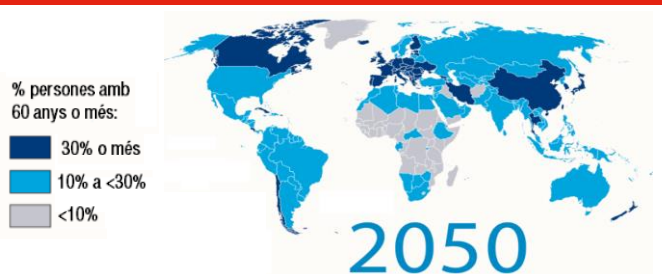 % persones amb
60 anys o més:
30% o més
10% a <30%
<10%
2050